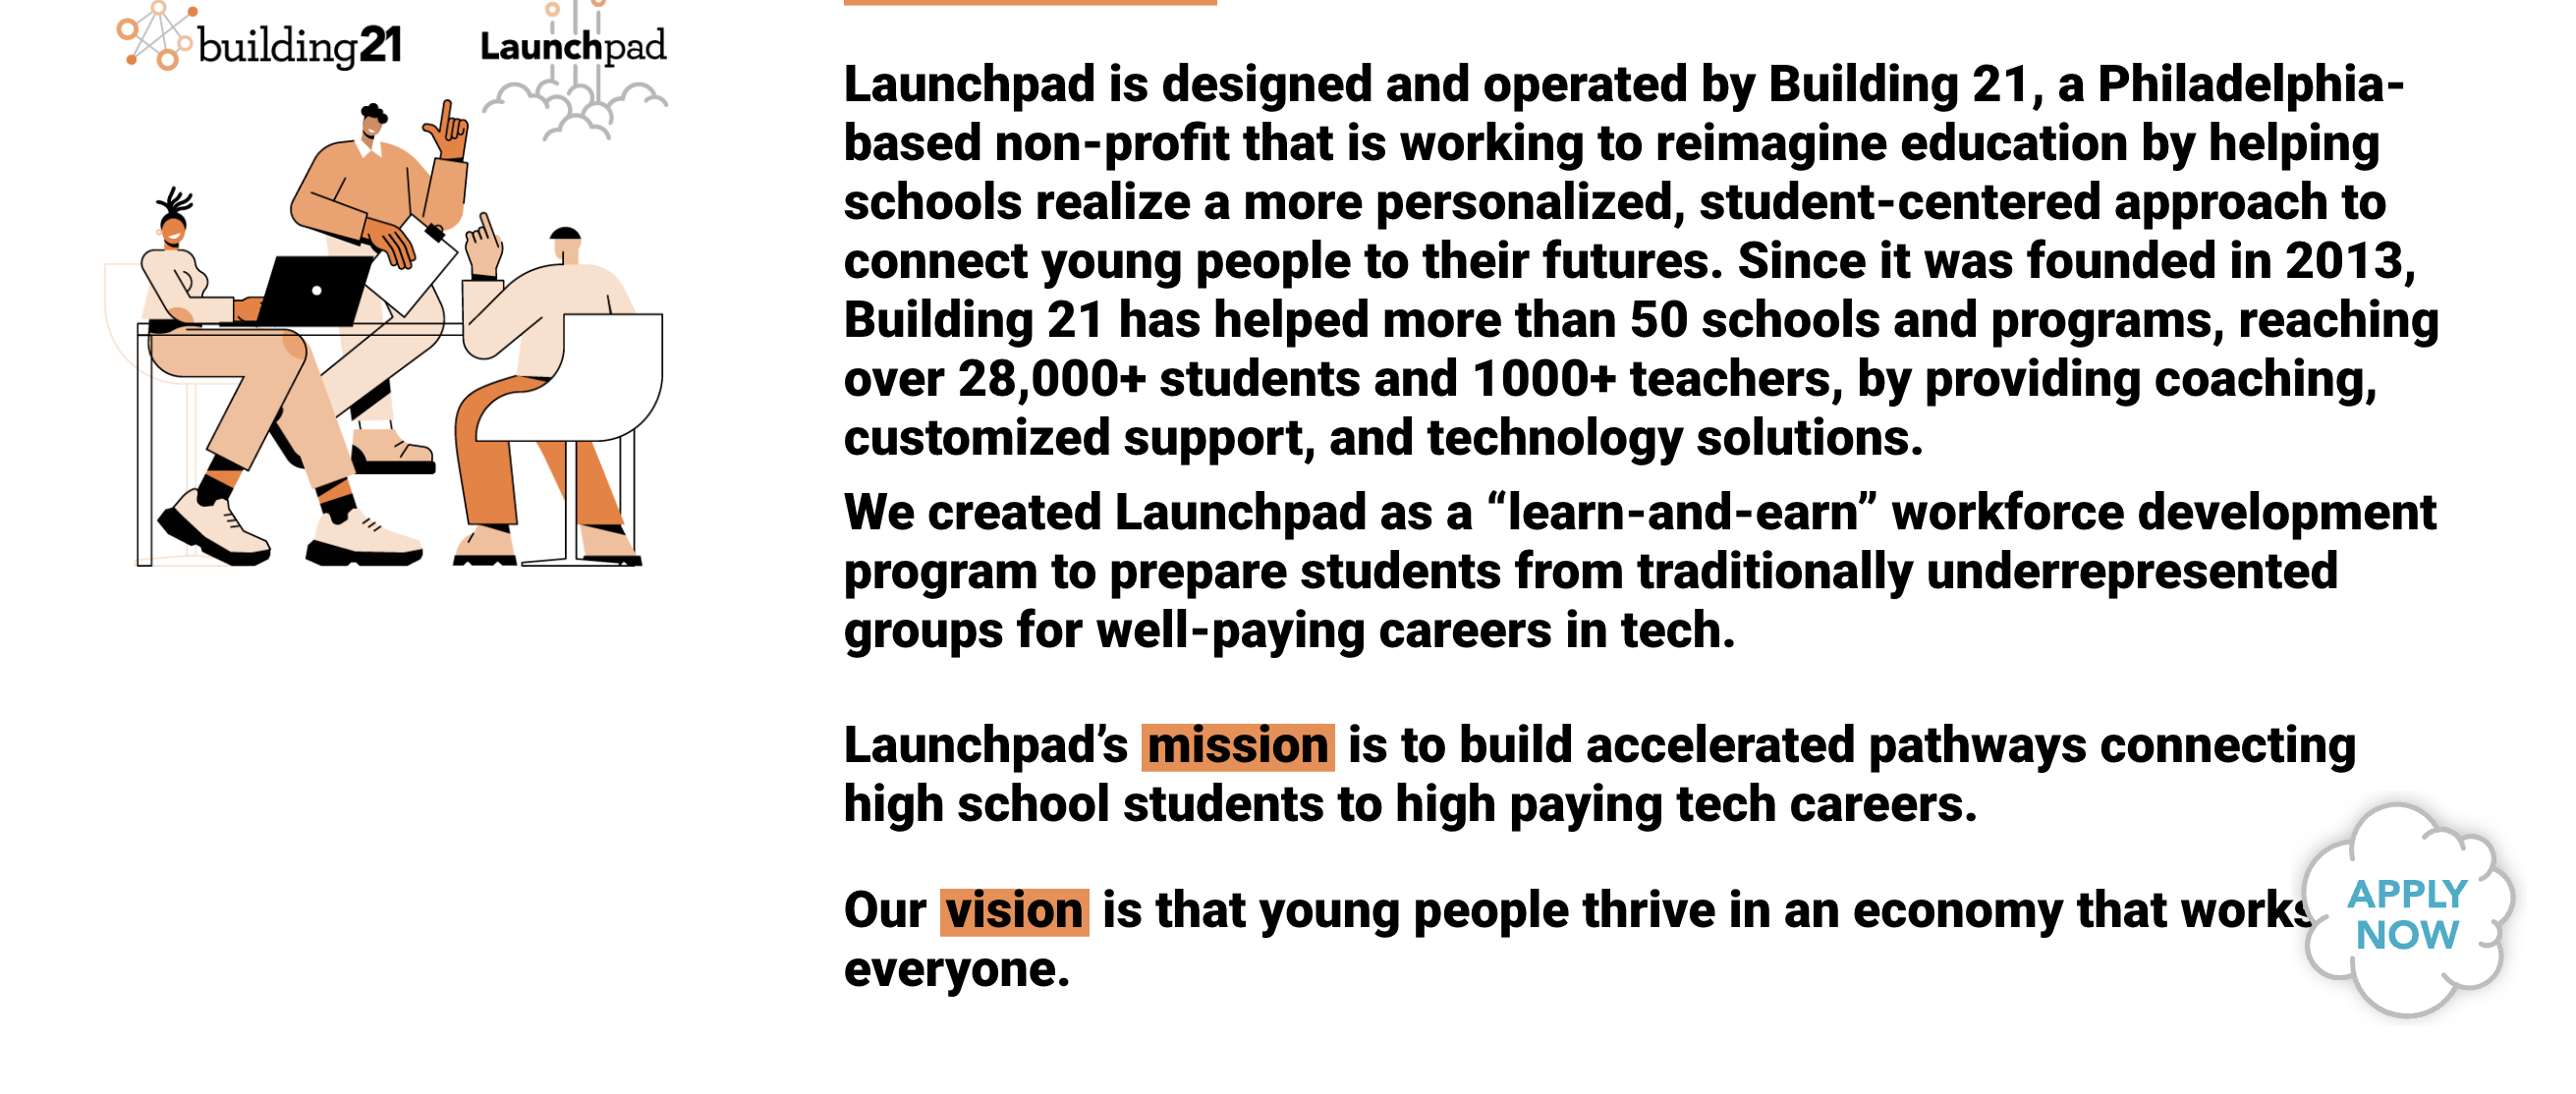 building21
Launchpad
Launchpad is designed and operated by Building 21, a Philadelphia-
based non-profit that is working to reimagine education by helping
schools realize a more personalized, student-centered approach to
connect young people to their futures. Since it was founded in 2013,
Building 21 has helped more than 50 schools and programs, reaching
over 28,000+ students and 1000+ teachers, by providing coaching,
customized support, and technology solutions.
We created Launchpad as a “learn-and-earn” workforce development
program to prepare students from traditionally underrepresented
groups for well-paying careers in tech.
Launchpad’s mission is to build accelerated pathways connecting
high school students to high paying tech careers.
Our vision is that young people thrive in an economy that works
everyone.
APPLY
NOW